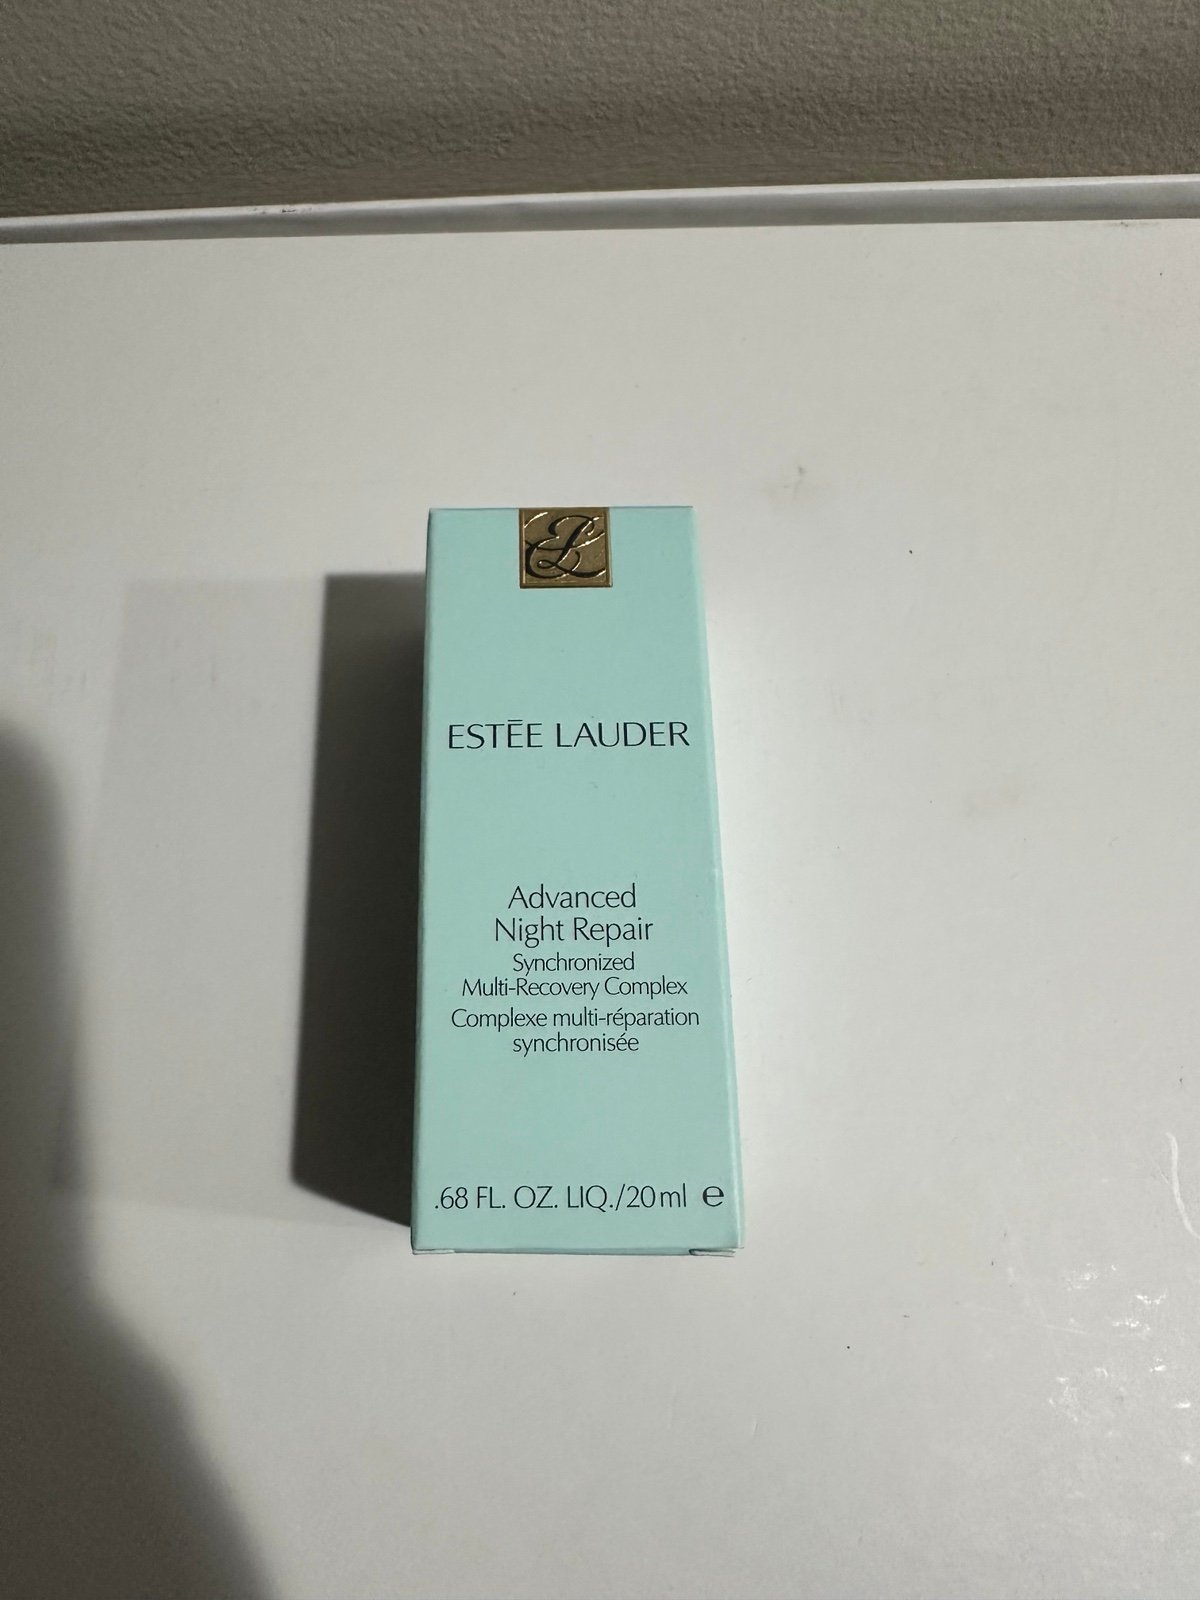 ESTĒE LAUDER
Advanced
Night Repair
Synchronized
Multi-Recovery Complex
Complexe multi-réparation
synchronisée
.68 FL. OZ. LIQ./20ml ℮